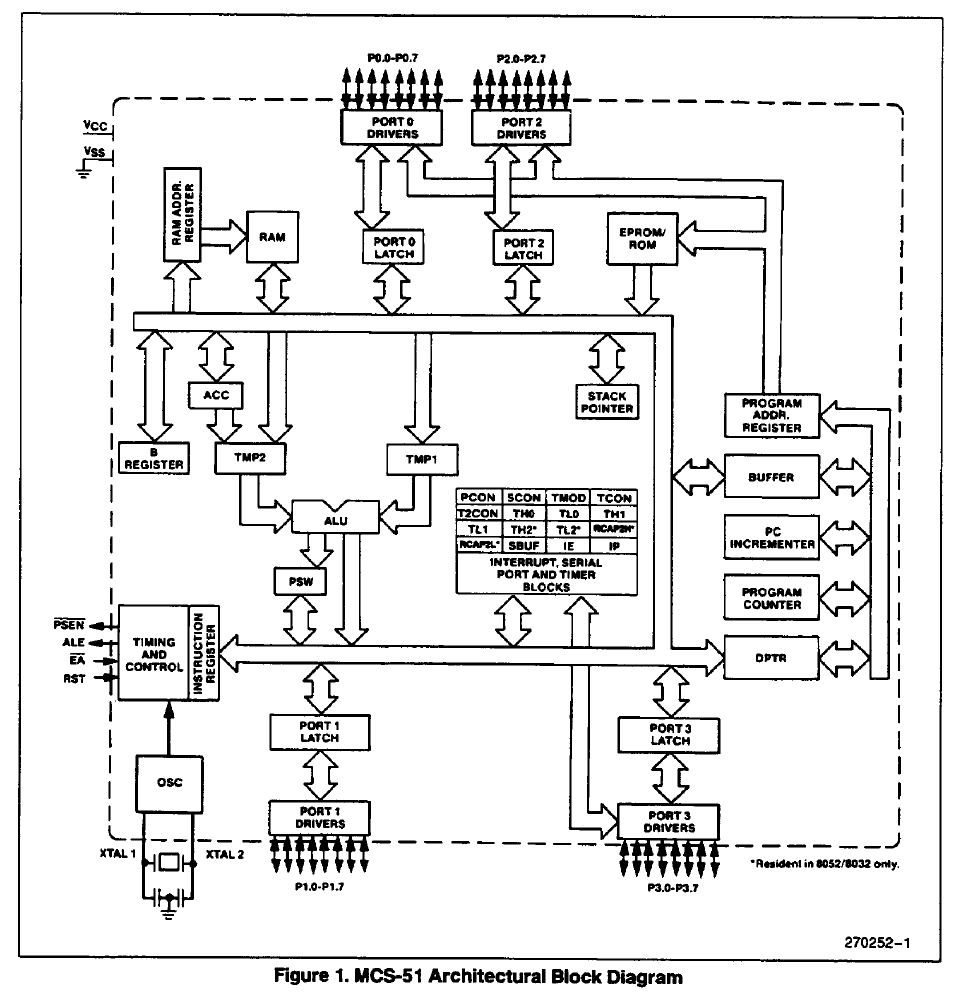 P0.0-P0.7
P2.0-P2.7
VCC
VSS
PORT 0
DRIVERS
PORT 2
DRIVERS
RAM ADDR.
REGISTER
RAM
PORT 0
LATCH
PORT 2
LATCH
EPROM/
ROM
ACC
STACK
POINTER
PROGRAM
ADDR.
REGISTER
B
REGISTER
TMP2
TMP1
BUFFER
PCON SCON TMOD TCON
T2CON TH0 TL0 TH1
TL1 TH2* TL2* RCAP2H*
RCAP2L* SBUF IE IP
INTERRUPT, SERIAL
PORT AND TIMER
BLOCKS
ALU
PC
INCREMENTER
PSW
PROGRAM
COUNTER
PSEN
ALE
EA
RST
TIMING
AND
CONTROL
INSTRUCTION
REGISTER
DPTR
PORT 1
LATCH
PORT 3
LATCH
OSC
PORT 1
DRIVERS
PORT 3
DRIVERS
XTAL 1
XTAL 2
*Resident in 8052/8032 only.
P1.0-P1.7
P3.0-P3.7
270252-1
Figure 1. MCS-51 Architectural Block Diagram